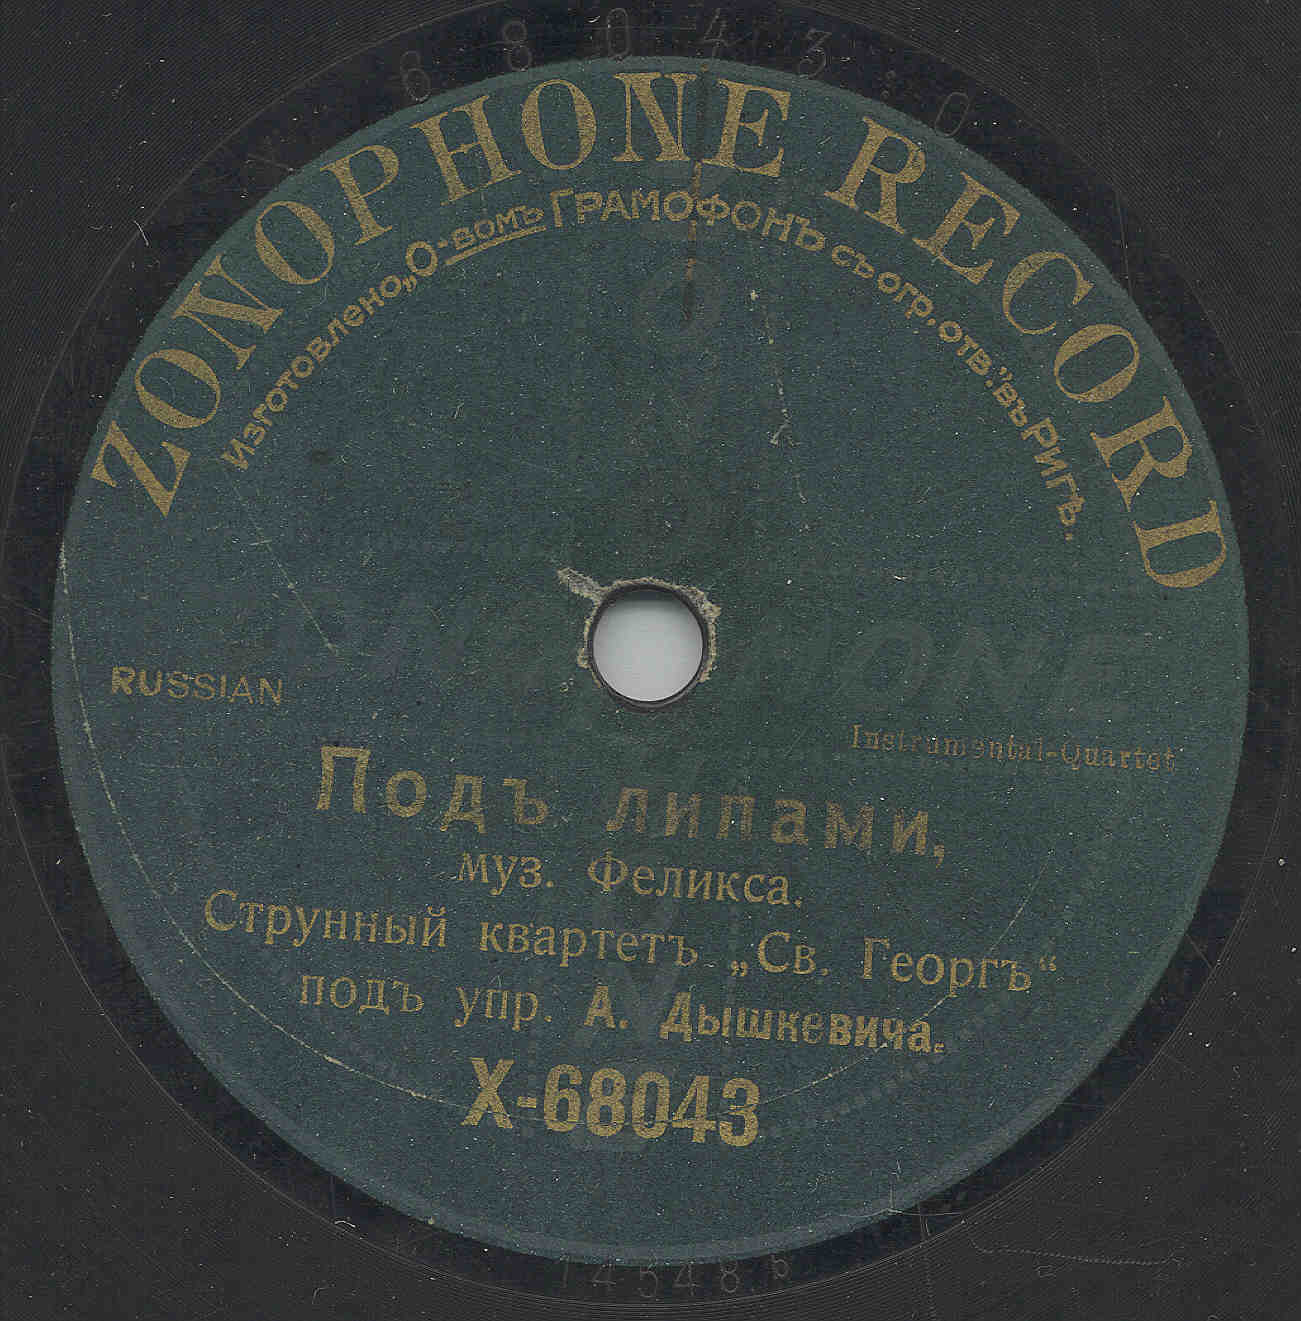 68043
ZONOPHONE RECORD
Изготовлено „О-вомъ ГРАМОФОНЪ съ огр. отв." въ Ригѣ.
RUSSIAN
Instrumental-Quartet
Подъ липами,
муз. Феликса.
Струнный квартетъ „Св. Георгъ“
подъ упр. А. Дышкевича.
X-68043